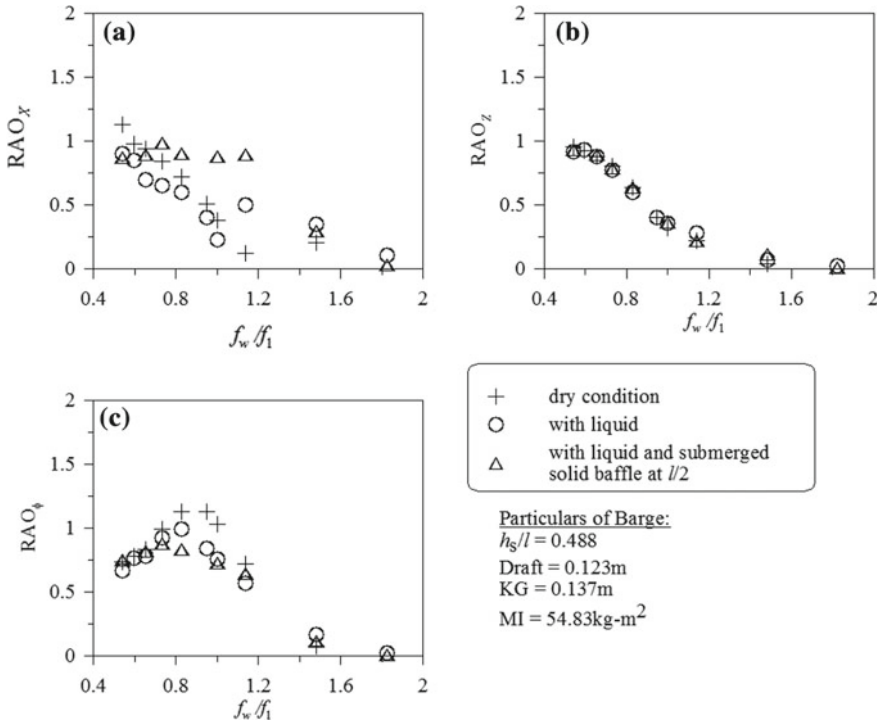 (a)
2
1.5
1
0.5
0
RAO_X
0.4 0.8 1.2 1.6 2
f_w/f_1
(b)
2
1.5
1
0.5
0
RAO_Z
0.4 0.8 1.2 1.6 2
f_w/f_1
(c)
2
1.5
1
0.5
0
RAO_ϕ
0.4 0.8 1.2 1.6 2
f_w/f_1
dry condition
with liquid
with liquid and submerged
solid baffle at l/2
Particulars of Barge:
h_s/l = 0.488
Draft = 0.123m
KG = 0.137m
MI = 54.83kg-m²